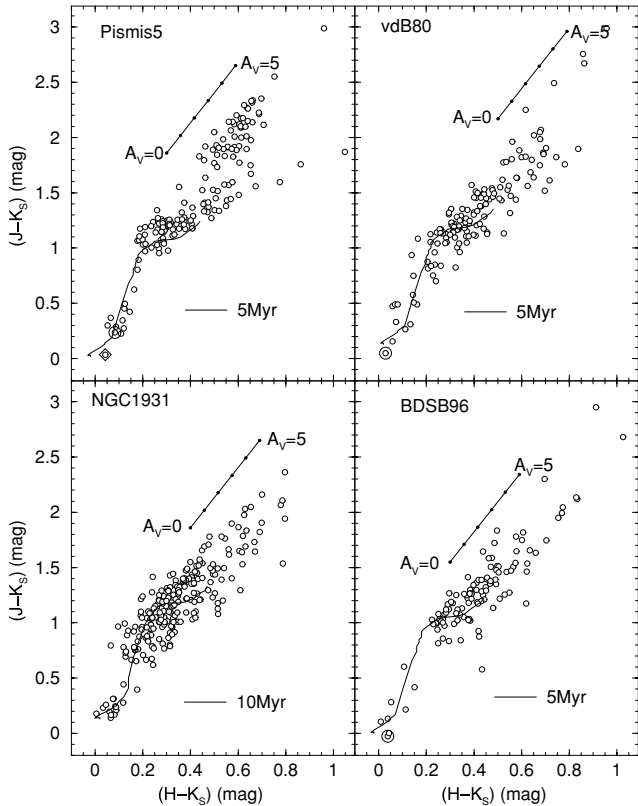 Pismis5
vdB80
A_V=5
A_V=5
A_V=0
A_V=0
5Myr
5Myr
3
2.5
2
1.5
1
0.5
0
(J−K_S) (mag)
NGC1931
BDSB96
A_V=5
A_V=5
A_V=0
A_V=0
10Myr
5Myr
3
2.5
2
1.5
1
0.5
0
(J−K_S) (mag)
0 0.2 0.4 0.6 0.8 1
0 0.2 0.4 0.6 0.8 1
(H−K_S) (mag)
(H−K_S) (mag)